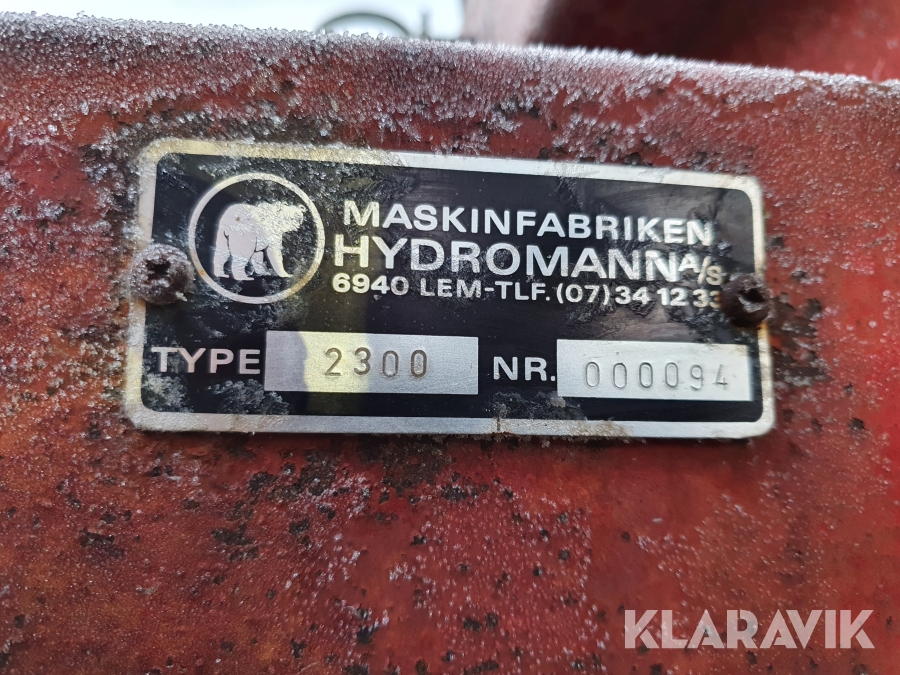 MASKINFABRIKEN
HYDROMANN A/S
6940 LEM-TLF. (07) 34 12 33
TYPE 2300 NR. 000094
KLARAVIK